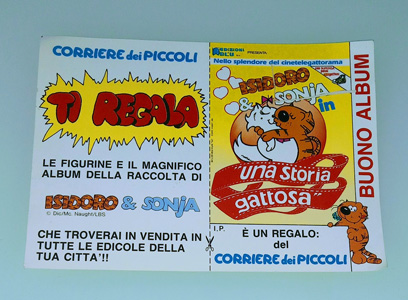 CORRIERE dei PICCOLI
TI REGALA
LE FIGURINE E IL MAGNIFICO
ALBUM DELLA RACCOLTA DI
ISIDORO & SONJA
© Dic/Mc. Naught/LBS
CHE TROVERAI IN VENDITA IN
TUTTE LE EDICOLE DELLA
TUA CITTA'!!
EDIZIONI
PRESENTA
Nello splendore del cinetelegattorama
ISIDORO
& SONJA
in
"una storia
gattosa"
I.P.
È UN REGALO:
del
CORRIERE dei PICCOLI
BUONO ALBUM